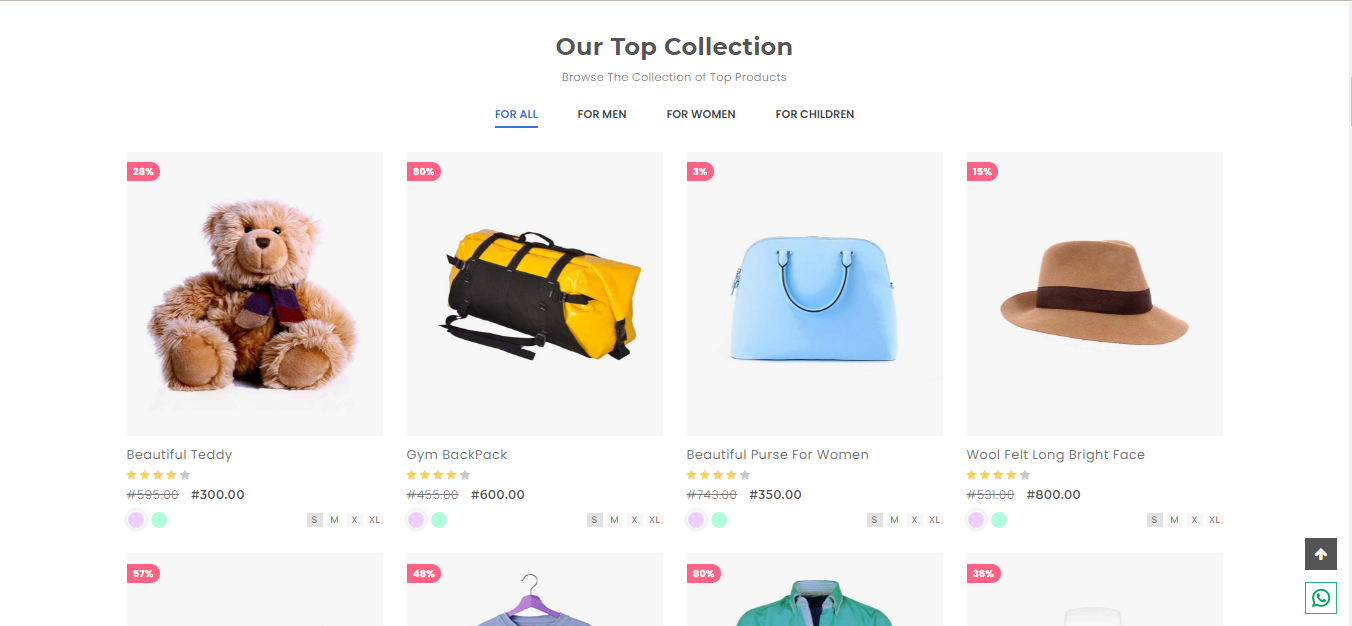 Our Top Collection
Browse The Collection of Top Products
FOR ALL FOR MEN FOR WOMEN FOR CHILDREN
28% 80% 3% 15%
Beautiful Teddy Gym BackPack Beautiful Purse For Women Wool Felt Long Bright Face
#595.00 #300.00 #455.00 #600.00 #743.00 #350.00 #531.00 #800.00
S M X XL S M X XL S M X XL S M X XL
57% 48% 80% 36%